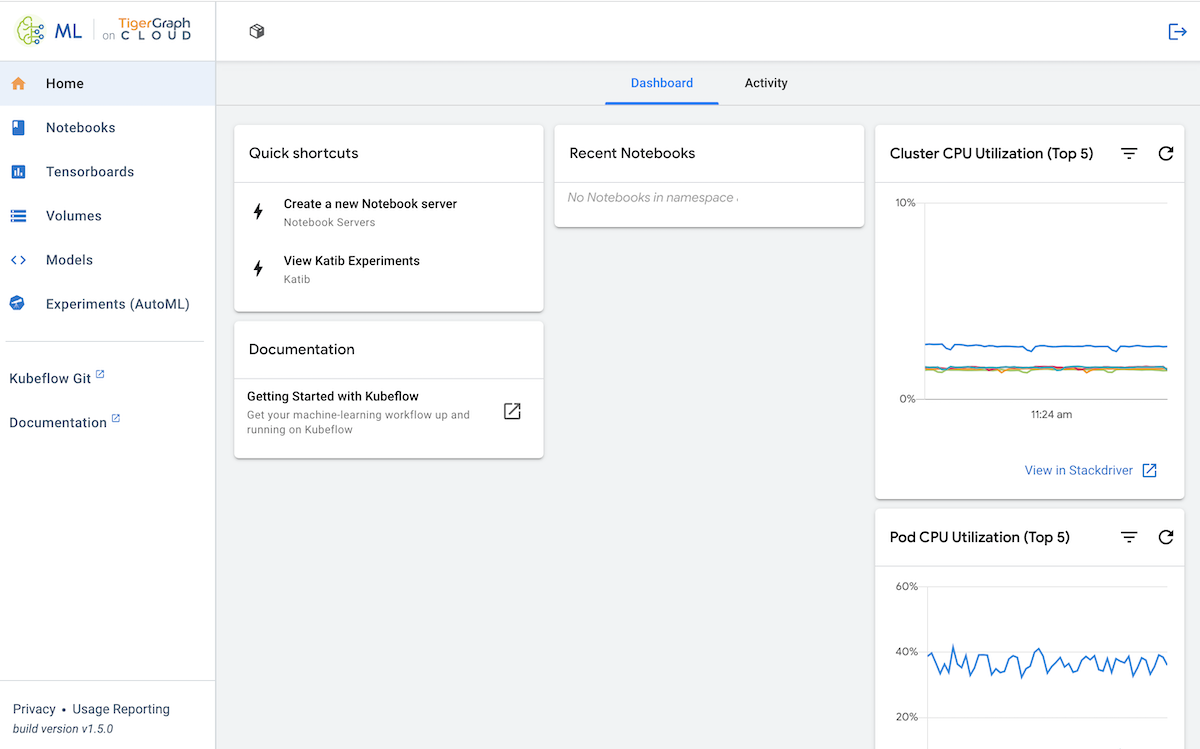 ML on TigerGraph CLOUD
Home
Notebooks
Tensorboards
Volumes
Models
Experiments (AutoML)
Kubeflow Git
Documentation
Privacy • Usage Reporting
build version v1.5.0
Dashboard
Activity
Quick shortcuts
Create a new Notebook server
Notebook Servers
View Katib Experiments
Katib
Documentation
Getting Started with Kubeflow
Get your machine-learning workflow up and
running on Kubeflow
Recent Notebooks
No Notebooks in namespace
Cluster CPU Utilization (Top 5)
10%
0%
11:24 am
View in Stackdriver
Pod CPU Utilization (Top 5)
60%
40%
20%